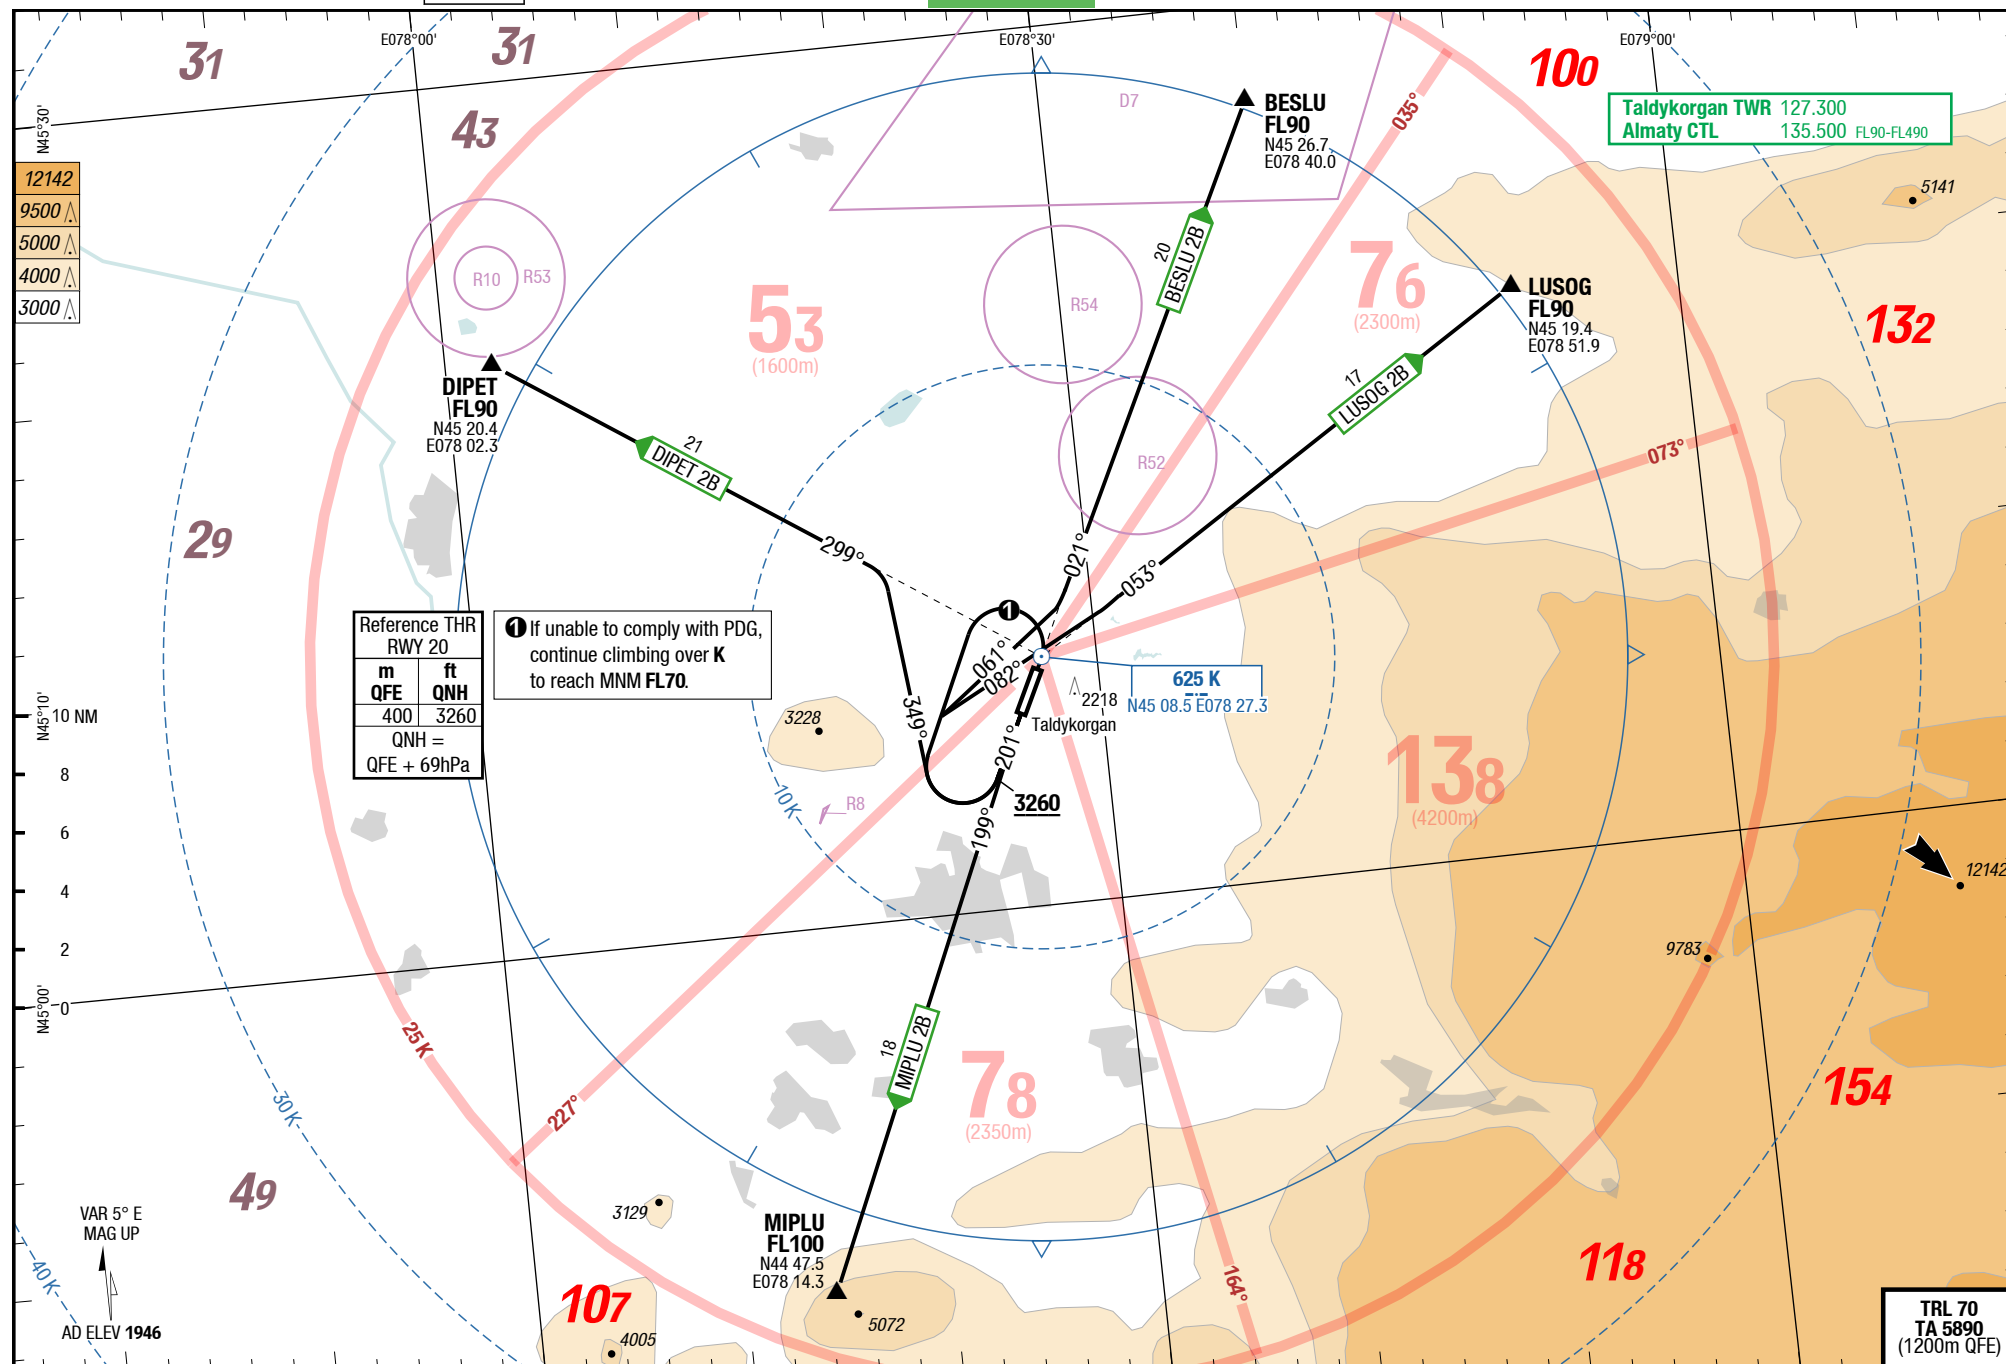 E078°00'
E078°30'
E079°00'
31
31
43
100
D7
035°
BESLU
FL90
N45 26.7
E078 40.0
Taldykorgan TWR 127.300
Almaty CTL 135.500 FL90-FL490
N45°30'
12142
9500
5000
4000
3000
5141
R10
R53
R54
R52
53
(1600m)
76
(2300m)
20
BESLU 2B
LUSOG
FL90
N45 19.4
E078 51.9
132
17
LUSOG 2B
DIPET
FL90
N45 20.4
E078 02.3
21
DIPET 2B
073°
29
299°
021°
053°
Reference THR
RWY 20
m ft
QFE QNH
400 3260
QNH =
QFE + 69hPa
1 If unable to comply with PDG,
continue climbing over K
to reach MNM FL70.
1
061°
082°
349°
201°
625 K
N45 08.5 E078 27.3
2218
Taldykorgan
N45°10'
10 NM
8
6
4
2
0
N45°00'
3228
R8
10 K
3260
199°
138
(4200m)
12142
9783
25 K
30 K
40 K
227°
18
MIPLU 2B
78
(2350m)
154
49
VAR 5° E
MAG UP
AD ELEV 1946
3129
MIPLU
FL100
N44 47.5
E078 14.3
5072
107
4005
164°
118
TRL 70
TA 5890
(1200m QFE)